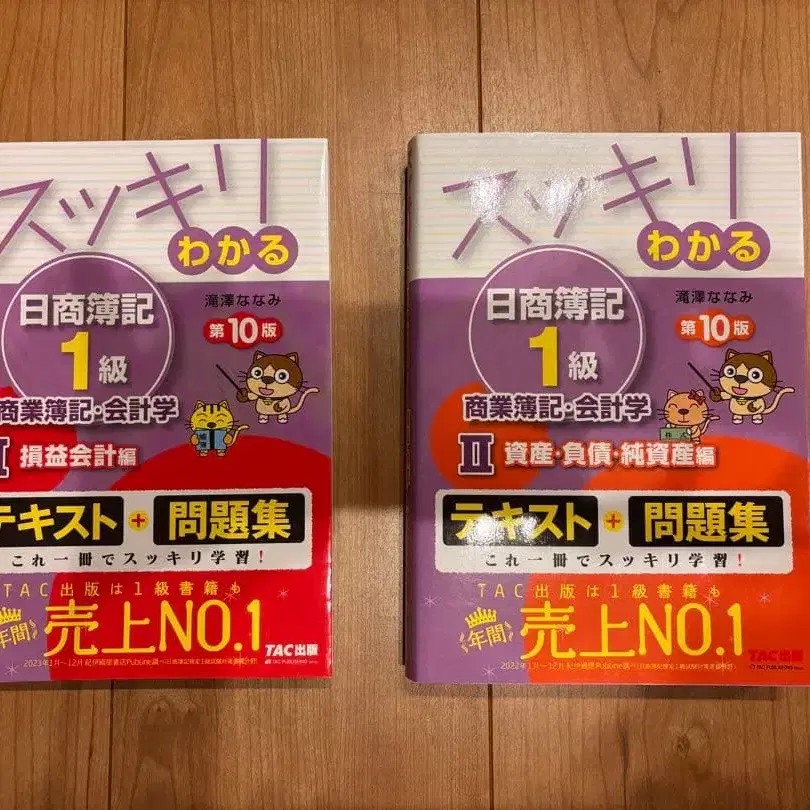 スッキリ
わかる
日商簿記
1級
滝澤ななみ
第10版
商業簿記・会計学
I 損益会計編
テキスト+問題集
これ一冊でスッキリ学習!
TAC出版は1級書籍も
年間 売上NO.1
TAC出版
TAC PUBLISHING Group
スッキリ
わかる
日商簿記
1級
滝澤ななみ
第10版
商業簿記・会計学
株式
II 資産・負債・純資産編
テキスト+問題集
これ一冊でスッキリ学習!
TAC出版は1級書籍も
年間 売上NO.1
TAC出版
TAC PUBLISHING Group